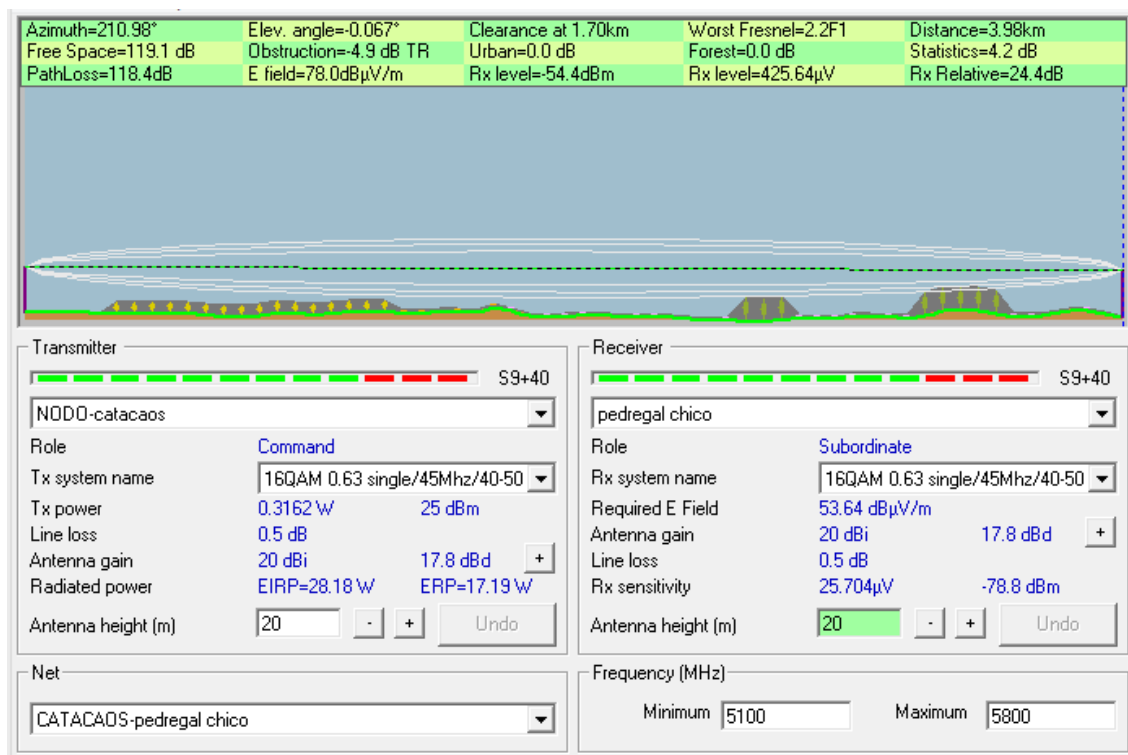 Azimuth=210.98° Elev. angle=-0.067° Clearance at 1.70km Worst Fresnel=2.2F1 Distance=3.98km
Free Space=119.1 dB Obstruction=-4.9 dB TR Urban=0.0 dB Forest=0.0 dB Statistics=4.2 dB
PathLoss=118.4dB E field=78.0dBµV/m Rx level=-54.4dBm Rx level=425.64µV Rx Relative=24.4dB
Transmitter
S9+40
NODO-catacaos
Role Command
Tx system name 16QAM 0.63 single/45Mhz/40-50
Tx power 0.3162 W 25 dBm
Line loss 0.5 dB
Antenna gain 20 dBi 17.8 dBd +
Radiated power EIRP=28.18 W ERP=17.19 W
Antenna height (m) 20 - + Undo
Receiver
S9+40
pedregal chico
Role Subordinate
Rx system name 16QAM 0.63 single/45Mhz/40-50
Required E Field 53.64 dBµV/m
Antenna gain 20 dBi 17.8 dBd +
Line loss 0.5 dB
Rx sensitivity 25.704µV -78.8 dBm
Antenna height (m) 20 - + Undo
Net
CATACAOS-pedregal chico
Frequency (MHz)
Minimum 5100 Maximum 5800